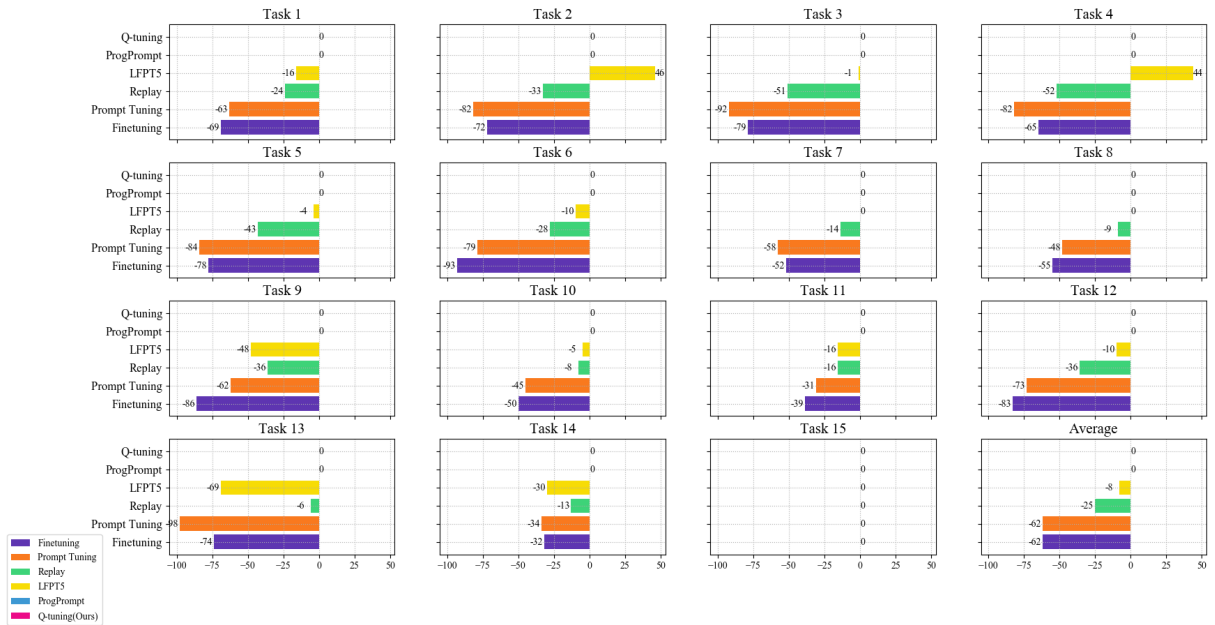 Task 1 Task 2 Task 3 Task 4
Q-tuning 0 0 0 0
ProgPrompt 0 0 0 0
LFPT5 -16 46 -1 44
Replay -24 -33 -51 -52
Prompt Tuning -63 -82 -92 -82
Finetuning -69 -72 -79 -65
Task 5 Task 6 Task 7 Task 8
Q-tuning 0 0 0 0
ProgPrompt 0 0 0 0
LFPT5 -4 -10 0 0
Replay -43 -28 -14 -9
Prompt Tuning -84 -79 -58 -48
Finetuning -78 -93 -52 -55
Task 9 Task 10 Task 11 Task 12
Q-tuning 0 0 0 0
ProgPrompt 0 0 0 0
LFPT5 -48 -5 -16 -10
Replay -36 -8 -16 -36
Prompt Tuning -62 -45 -31 -73
Finetuning -86 -50 -39 -83
Task 13 Task 14 Task 15 Average
Q-tuning 0 0 0 0
ProgPrompt 0 0 0 0
LFPT5 -69 -30 0 -8
Replay -6 -13 0 -25
Prompt Tuning -98 -34 0 -62
Finetuning -74 -32 0 -62
−100 −75 −50 −25 0 25 50 −100 −75 −50 −25 0 25 50 −100 −75 −50 −25 0 25 50 −100 −75 −50 −25 0 25 50
Finetuning
Prompt Tuning
Replay
LFPT5
ProgPrompt
Q-tuning(Ours)